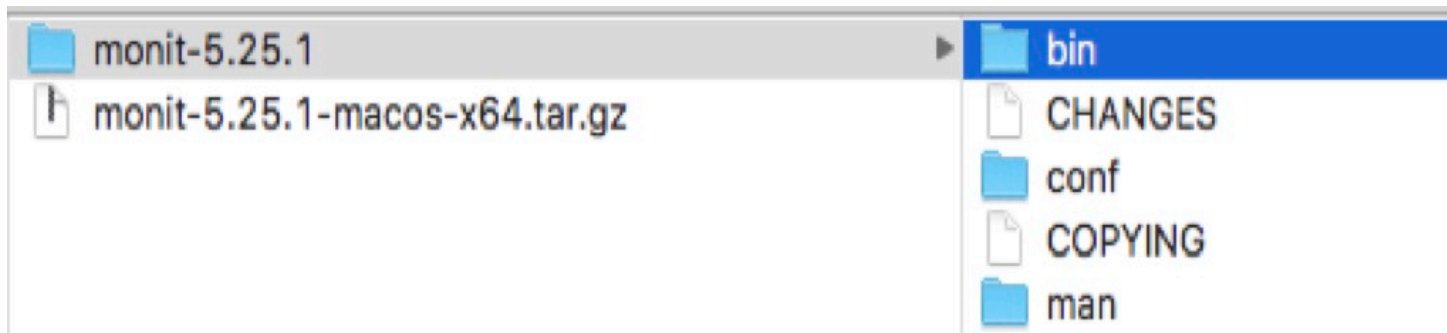 monit-5.25.1
monit-5.25.1-macos-x64.tar.gz
bin
CHANGES
conf
COPYING
man